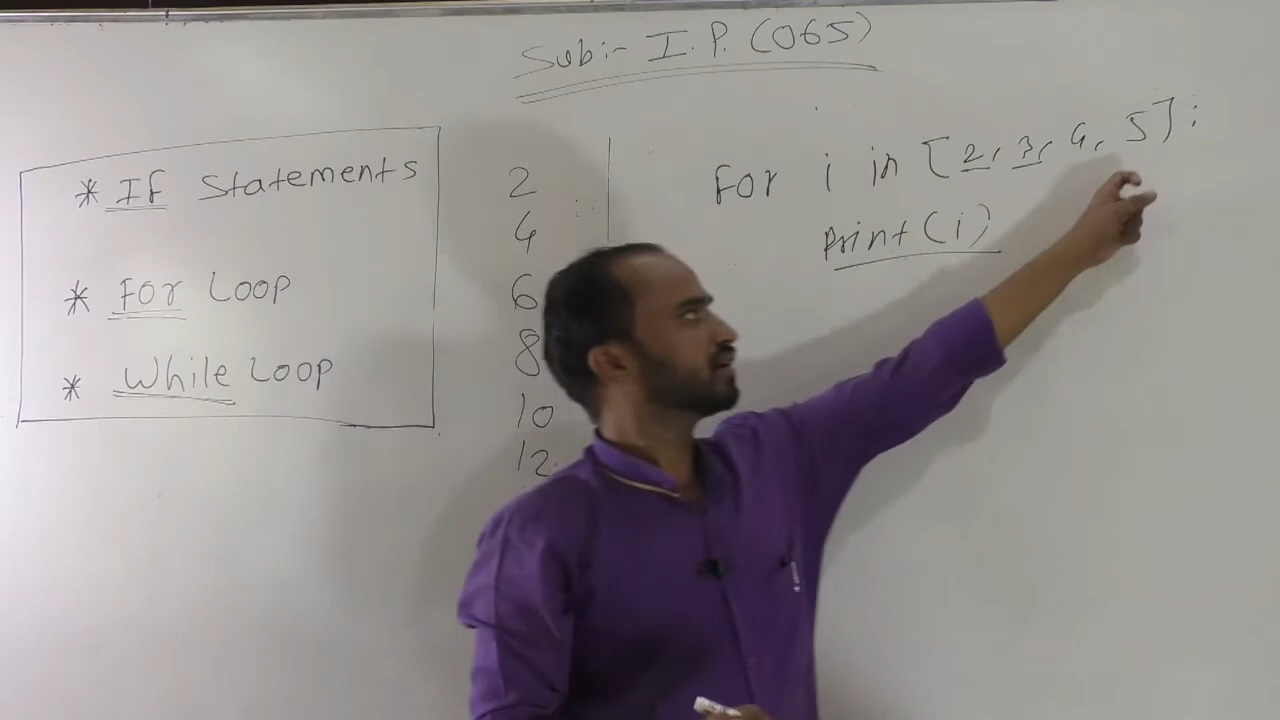 Sub:- I.P. (065)
* If Statements
* For Loop
* While Loop
2
4
6
8
10
12
For i in [2, 3, 4, 5]:
Print(i)